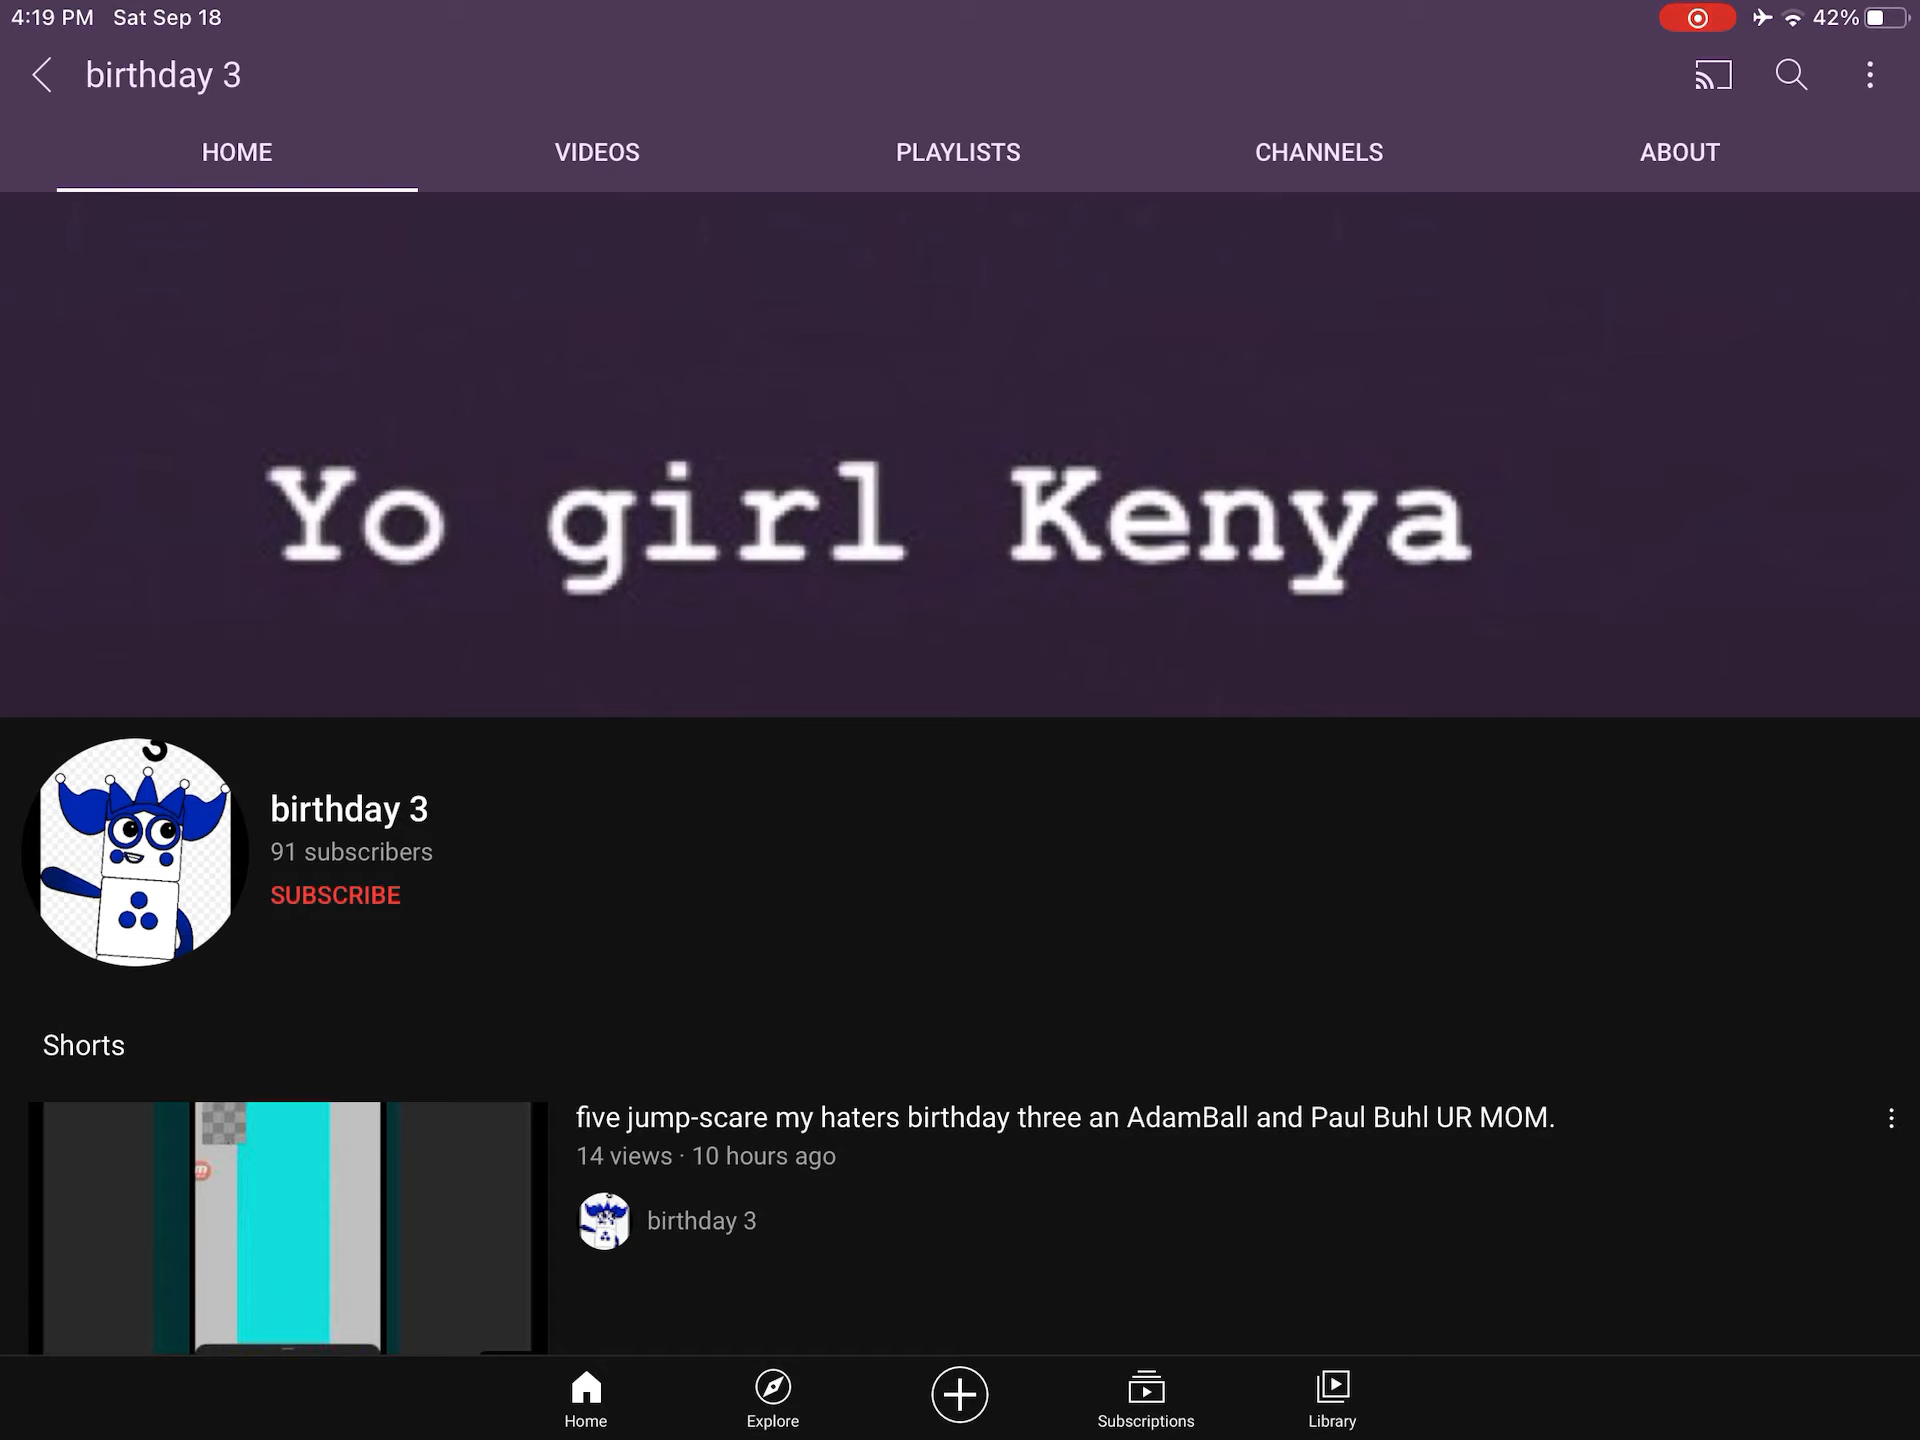 4:19 PM Sat Sep 18
42%
birthday 3
HOME VIDEOS PLAYLISTS CHANNELS ABOUT
Yo girl Kenya
3
birthday 3
91 subscribers
SUBSCRIBE
Shorts
five jump-scare my haters birthday three an AdamBall and Paul Buhl UR MOM.
14 views · 10 hours ago
birthday 3
m
Home Explore Subscriptions Library